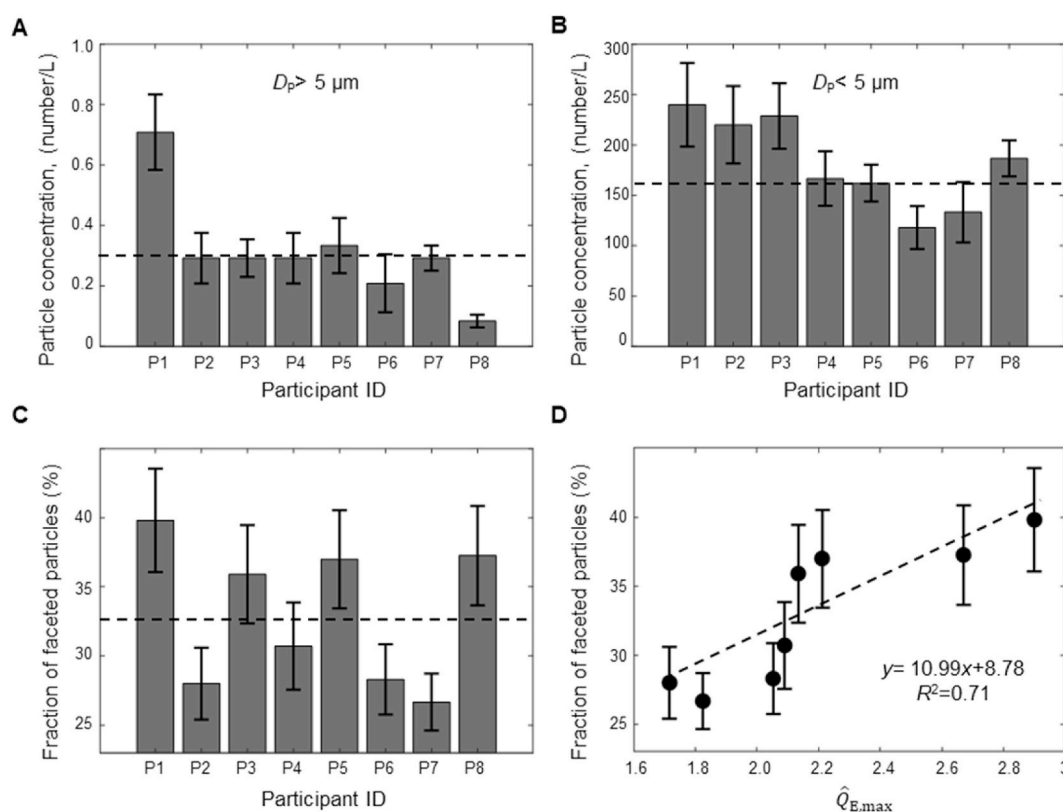 A
B
1.0
0.8
0.6
0.4
0.2
0
Particle concentration, (number/L)
D_P> 5 μm
P1 P2 P3 P4 P5 P6 P7 P8
Participant ID
300
250
200
150
100
50
0
Particle concentration, (number/L)
D_P< 5 μm
P1 P2 P3 P4 P5 P6 P7 P8
Participant ID
C
D
40
35
30
25
Fraction of faceted particles (%)
P1 P2 P3 P4 P5 P6 P7 P8
Participant ID
40
35
30
25
Fraction of faceted particles (%)
y= 10.99x+8.78
R²=0.71
1.6 1.8 2.0 2.2 2.4 2.6 2.8 3
Q̂_E,max